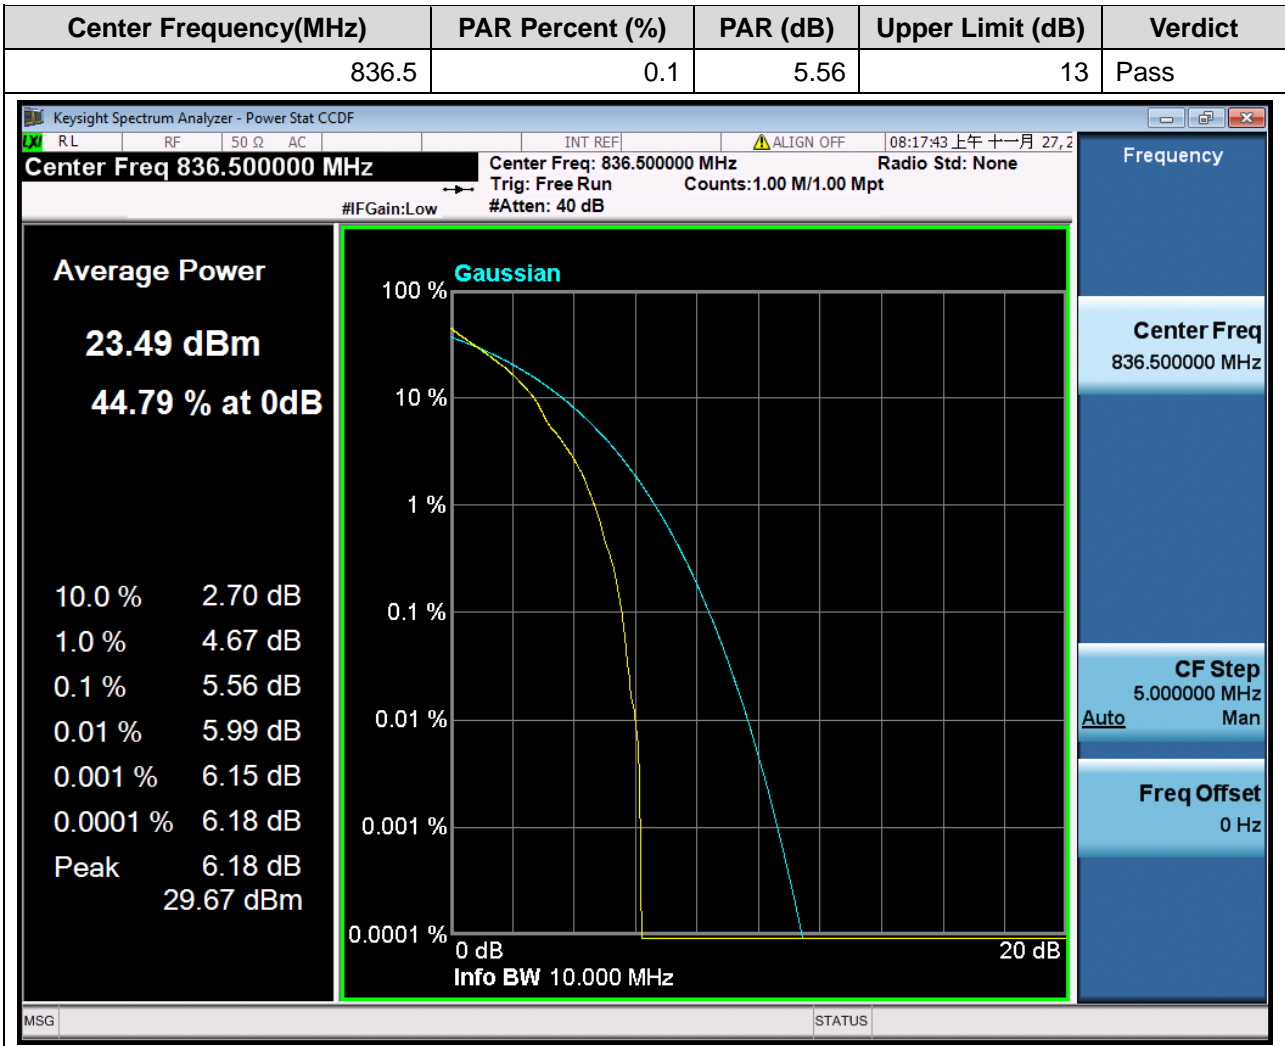 Center Frequency(MHz) PAR Percent (%) PAR (dB) Upper Limit (dB) Verdict
836.5 0.1 5.56 13 Pass
Keysight Spectrum Analyzer - Power Stat CCDF
LXI RL RF 50 Ω AC INT REF ALIGN OFF 08:17:43 上午 十一月 27, 2
Center Freq 836.500000 MHz
Center Freq: 836.500000 MHz Radio Std: None
Trig: Free Run Counts:1.00 M/1.00 Mpt
#IFGain:Low #Atten: 40 dB
Frequency
Average Power
23.49 dBm
44.79 % at 0dB
10.0 % 2.70 dB
1.0 % 4.67 dB
0.1 % 5.56 dB
0.01 % 5.99 dB
0.001 % 6.15 dB
0.0001 % 6.18 dB
Peak 6.18 dB
29.67 dBm
Gaussian
100 %
10 %
1 %
0.1 %
0.01 %
0.001 %
0.0001 %
0 dB 20 dB
Info BW 10.000 MHz
Center Freq
836.500000 MHz
CF Step
5.000000 MHz
Auto Man
Freq Offset
0 Hz
MSG STATUS